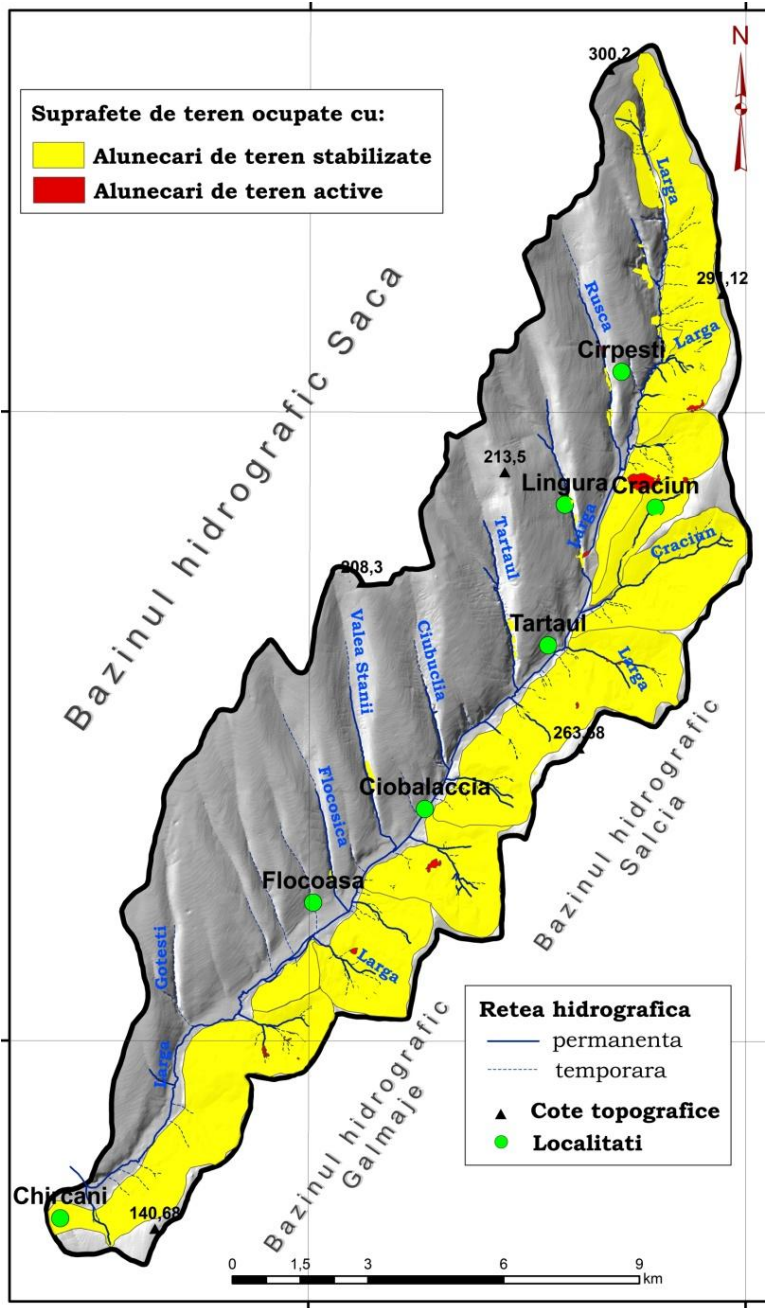 300,2
N
Suprafete de teren ocupate cu:
Alunecari de teren stabilizate
Alunecari de teren active
Larga
291,12
Rusca
Larga
Cirpesti
Bazinul hidrografic Saca
213,5
Lingura
Craciun
Larga
Craciun
Tartaul
208,3
Valea Stanii
Ciubuclia
Tartaul
Larga
263,68
Bazinul hidrografic
Salcia
Flocosica
Ciobalaccia
Flocoasa
Gotesti
Larga
Larga
Bazinul hidrografic
Galmaje
Retea hidrografica
permanenta
temporara
Cote topografice
Localitati
Chircani
140,68
0 1,5 3 6 9
km